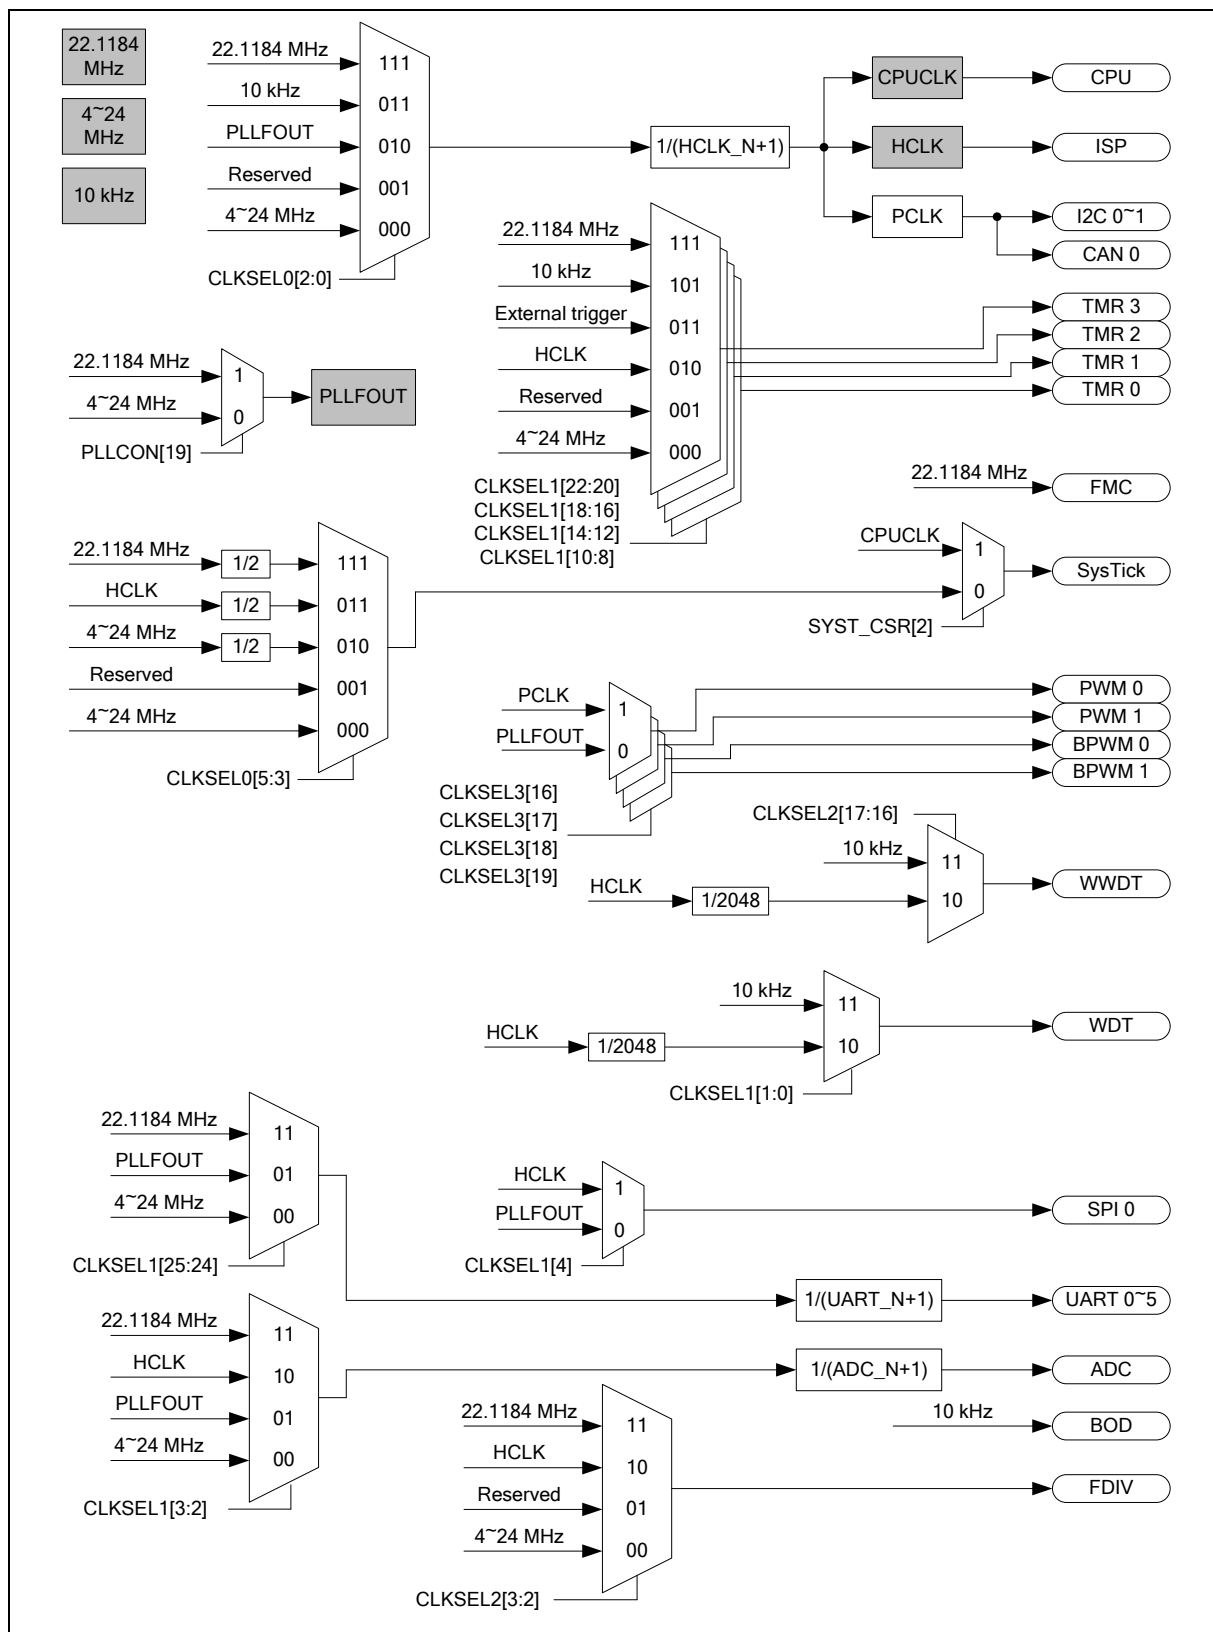 22.1184
MHz
4~24
MHz
10 kHz
22.1184 MHz
10 kHz
PLLFOUT
Reserved
4~24 MHz
111
011
010
001
000
CLKSEL0[2:0]
1/(HCLK_N+1)
CPUCLK
CPU
HCLK
ISP
PCLK
I2C 0~1
CAN 0
22.1184 MHz
10 kHz
External trigger
HCLK
Reserved
4~24 MHz
111
101
011
010
001
000
CLKSEL1[22:20]
CLKSEL1[18:16]
CLKSEL1[14:12]
CLKSEL1[10:8]
TMR 3
TMR 2
TMR 1
TMR 0
22.1184 MHz
4~24 MHz
1
0
PLLFOUT
PLLCON[19]
22.1184 MHz
FMC
22.1184 MHz
1/2
HCLK
1/2
4~24 MHz
1/2
Reserved
4~24 MHz
111
011
010
001
000
CLKSEL0[5:3]
CPUCLK
1
0
SysTick
SYST_CSR[2]
PCLK
PLLFOUT
1
0
CLKSEL3[16]
CLKSEL3[17]
CLKSEL3[18]
CLKSEL3[19]
PWM 0
PWM 1
BPWM 0
BPWM 1
CLKSEL2[17:16]
10 kHz
HCLK
1/2048
11
10
WWDT
10 kHz
HCLK
1/2048
11
10
WDT
CLKSEL1[1:0]
22.1184 MHz
PLLFOUT
4~24 MHz
11
01
00
CLKSEL1[25:24]
HCLK
PLLFOUT
1
0
SPI 0
CLKSEL1[4]
1/(UART_N+1)
UART 0~5
22.1184 MHz
HCLK
PLLFOUT
4~24 MHz
11
10
01
00
CLKSEL1[3:2]
1/(ADC_N+1)
ADC
10 kHz
BOD
22.1184 MHz
HCLK
Reserved
4~24 MHz
11
10
01
00
FDIV
CLKSEL2[3:2]